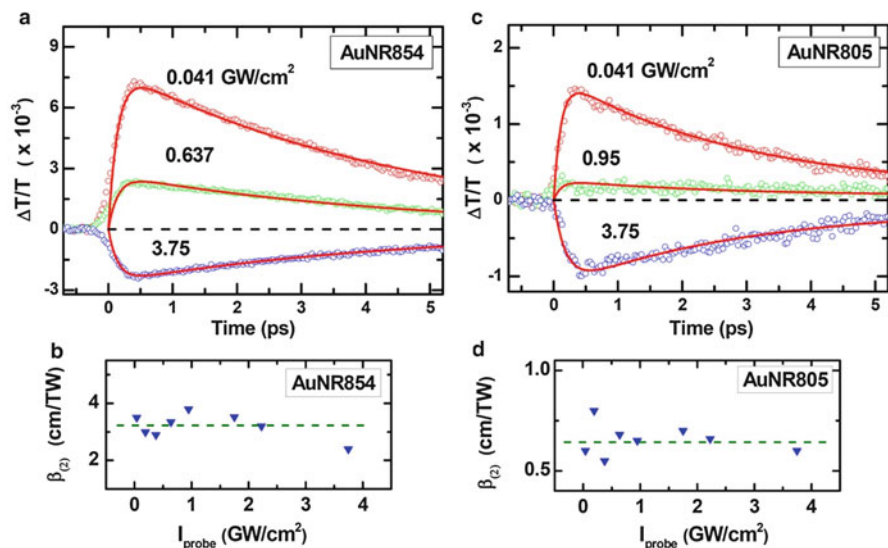 a
AuNR854
0.041 GW/cm²
0.637
3.75
ΔT/T ( x 10⁻³)
9
6
3
0
-3
0 1 2 3 4 5
Time (ps)
c
AuNR805
0.041 GW/cm²
0.95
3.75
ΔT/T ( x 10⁻³)
2
1
0
-1
0 1 2 3 4 5
Time (ps)
b
AuNR854
β₍₂₎ (cm/TW)
4
2
0 1 2 3 4
Iprobe (GW/cm²)
d
AuNR805
β₍₂₎ (cm/TW)
1.0
0.5
0 1 2 3 4
Iprobe (GW/cm²)